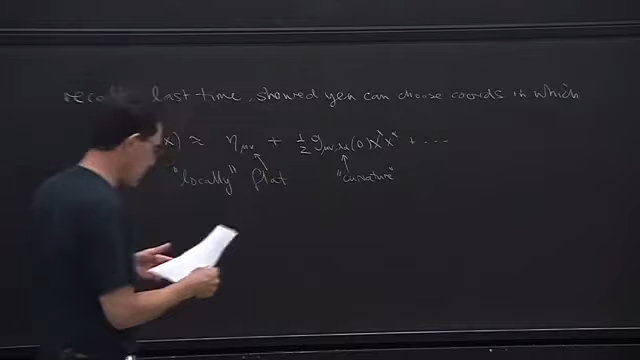 last time, showed you can choose coords in which
x) ≈ η_μν + ½ g_μν,λσ(0) x^λ x^σ + ...
"locally" flat "curvature"